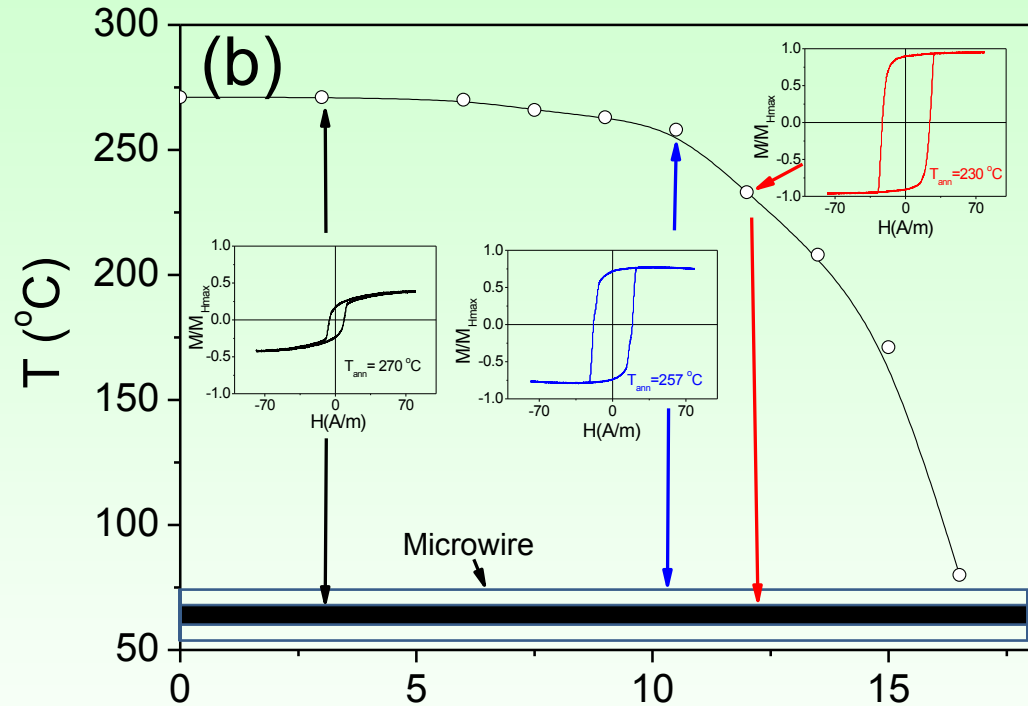 (b)
T (°C)
300
250
200
150
100
50
0
5
10
15
Microwire
M/M_Hmax
1.0
0.5
0.0
-0.5
-1.0
-70
0
70
H(A/m)
T_ann= 270 °C
M/M_Hmax
1.0
0.5
0.0
-0.5
-1.0
-70
0
70
H(A/m)
T_ann=257 °C
M/M_Hmax
1.0
0.5
0.0
-0.5
-1.0
-70
0
70
H(A/m)
T_ann=230 °C